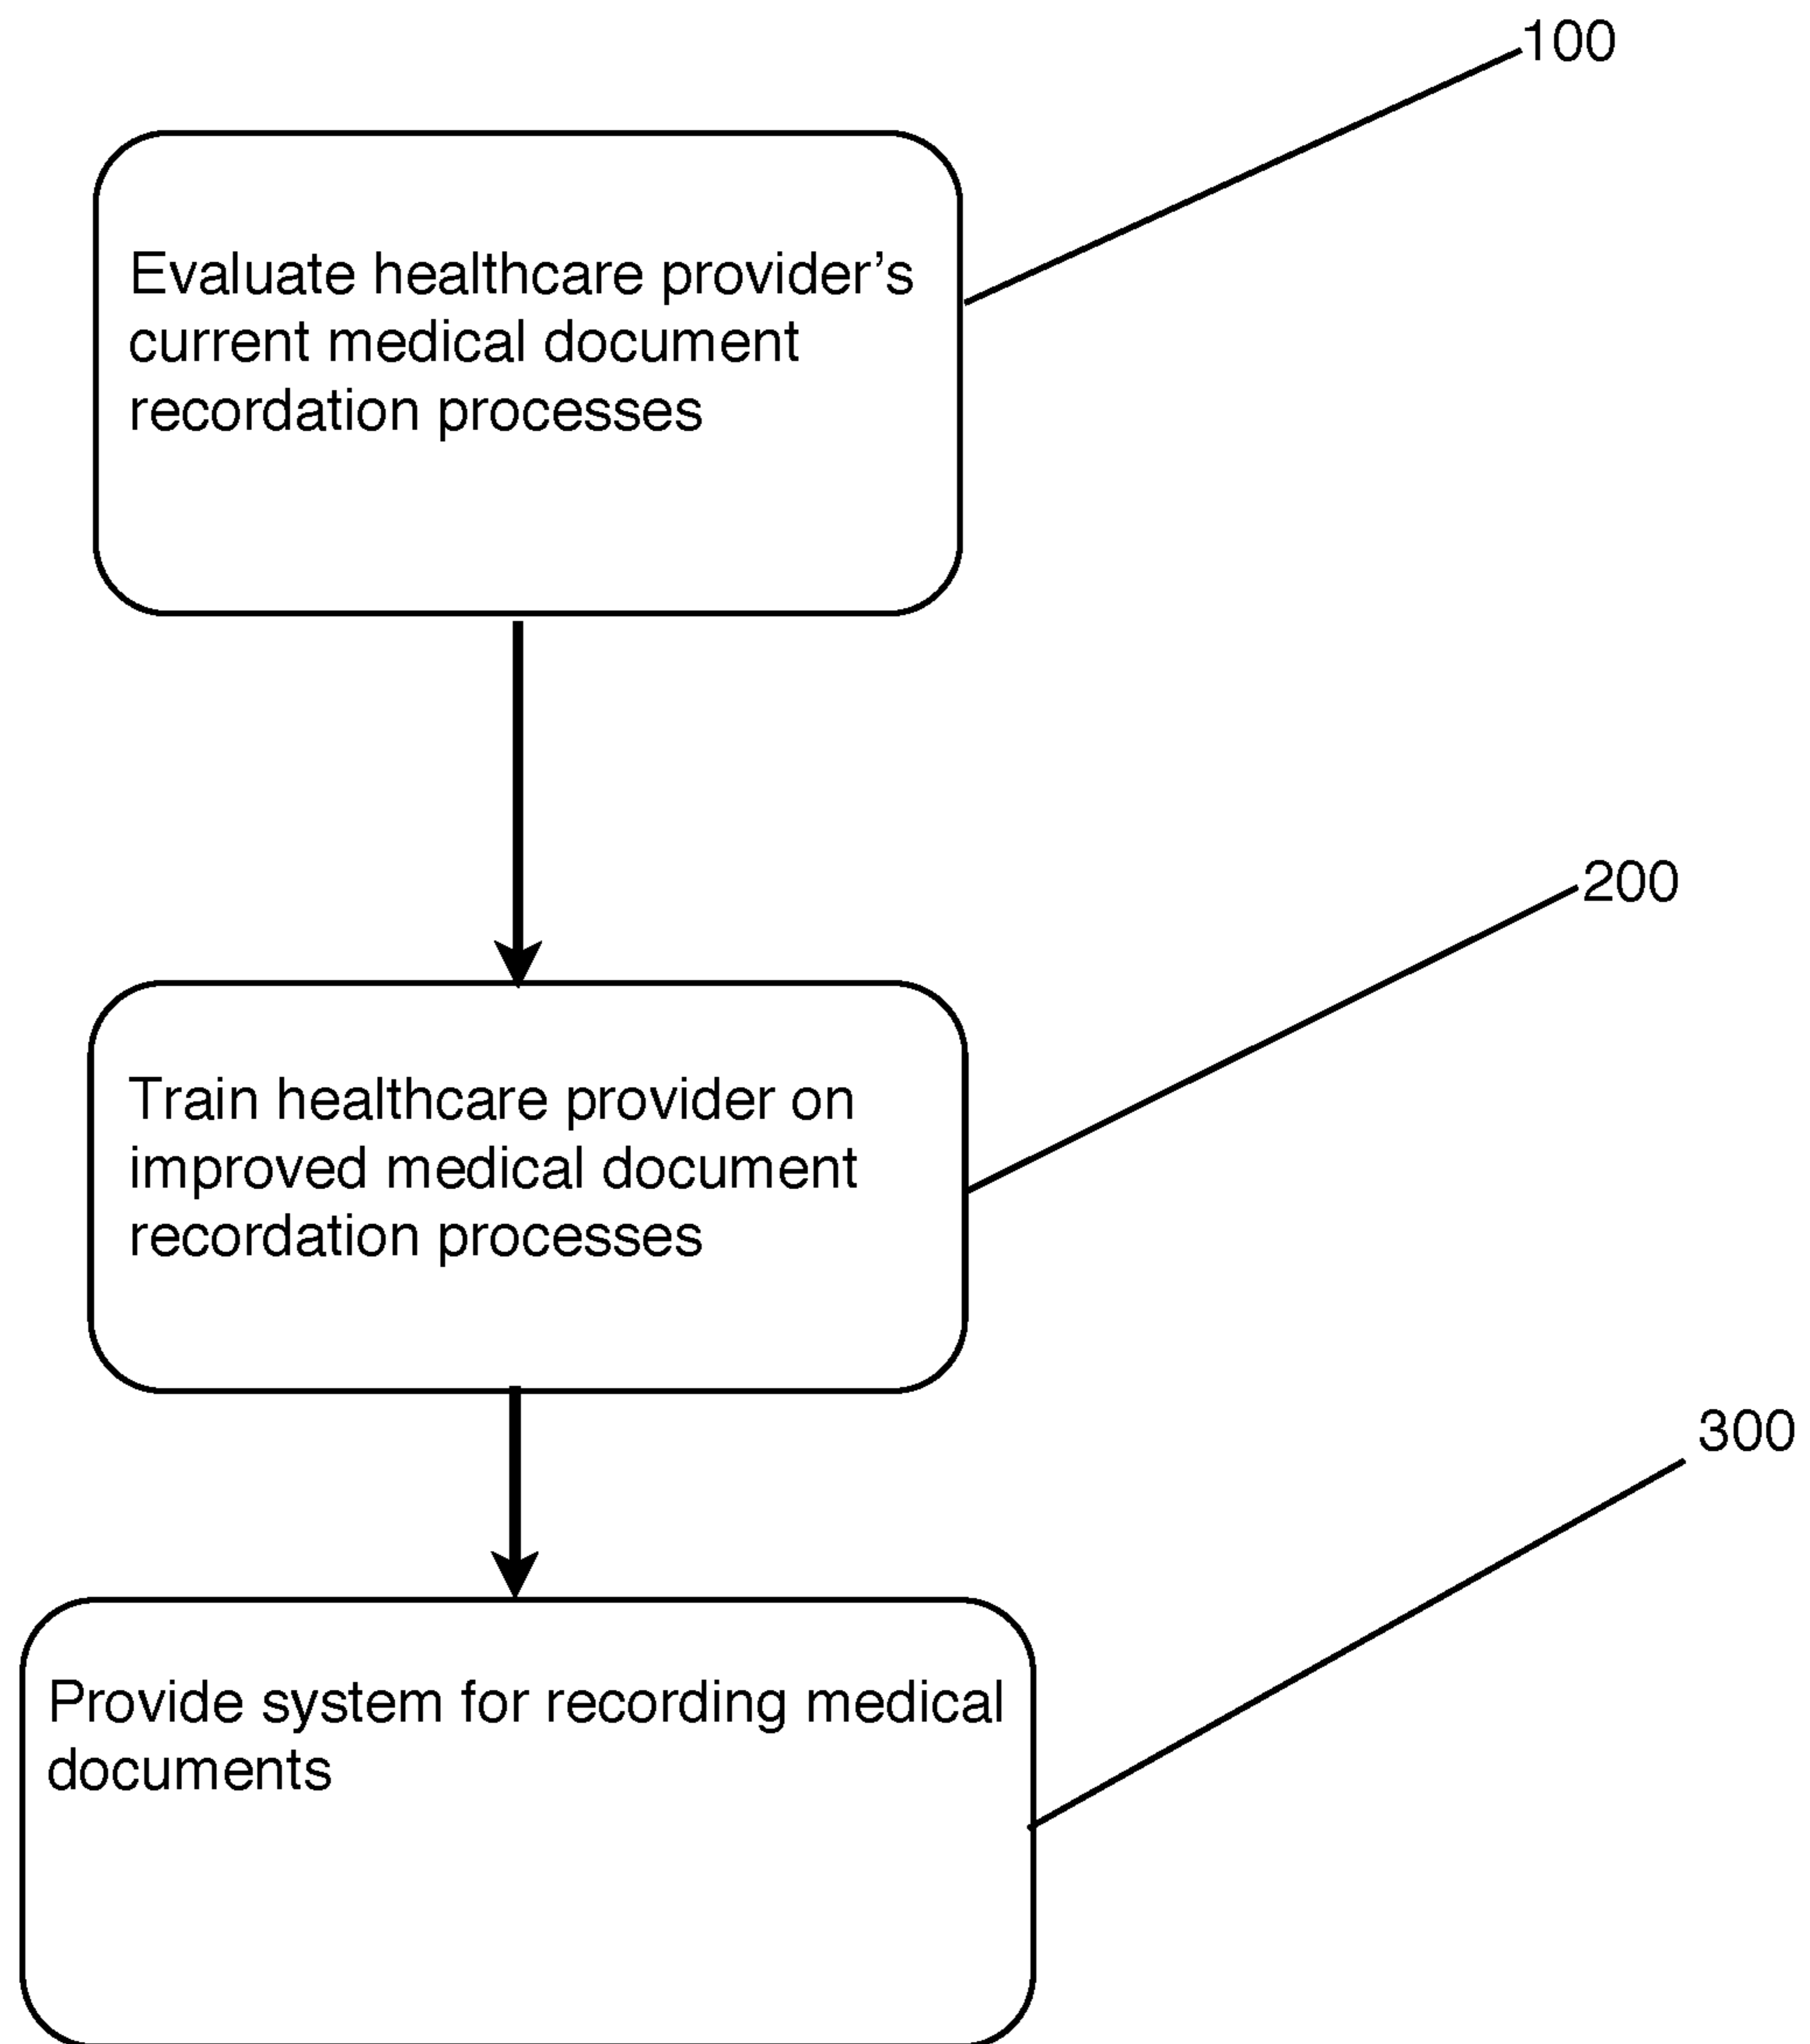 100
Evaluate healthcare provider’s
current medical document
recordation processes
200
Train healthcare provider on
improved medical document
recordation processes
300
Provide system for recording medical
documents